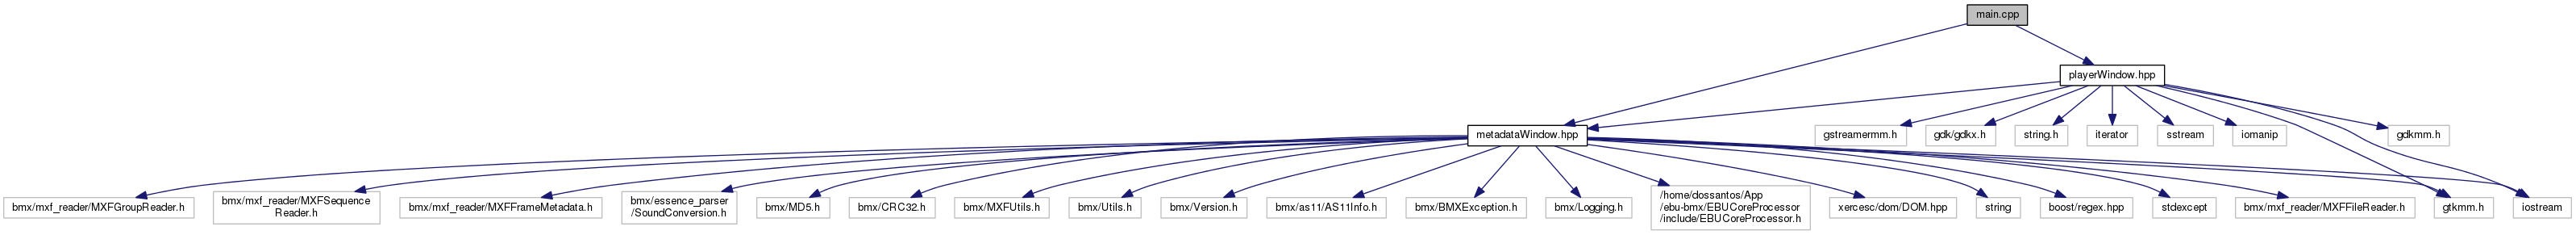 main.cpp
playerWindow.hpp
metadataWindow.hpp
gstreamermm.h
gdk/gdkx.h
string.h
iterator
sstream
iomanip
gdkmm.h
bmx/mxf_reader/MXFGroupReader.h
bmx/mxf_reader/MXFSequence
Reader.h
bmx/mxf_reader/MXFFrameMetadata.h
bmx/essence_parser
/SoundConversion.h
bmx/MD5.h
bmx/CRC32.h
bmx/MXFUtils.h
bmx/Utils.h
bmx/Version.h
bmx/as11/AS11Info.h
bmx/BMXException.h
bmx/Logging.h
/home/dossantos/App
/ebu-bmx/EBUCoreProcessor
/include/EBUCoreProcessor.h
xercesc/dom/DOM.hpp
string
boost/regex.hpp
stdexcept
bmx/mxf_reader/MXFFileReader.h
gtkmm.h
iostream